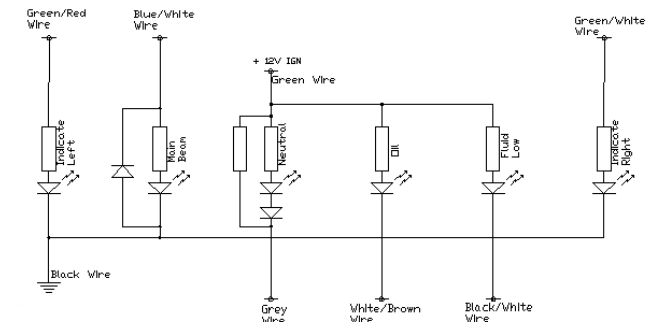 Green/Red
Wire
Blue/White
Wire
Green/White
Wire
+ 12V IGN
Green Wire
Indicate
Left
Main
Beam
Neutral
Oil
Fluid
Low
Indicate
Right
Black Wire
Grey
Wire
White/Brown
Wire
Black/White
Wire